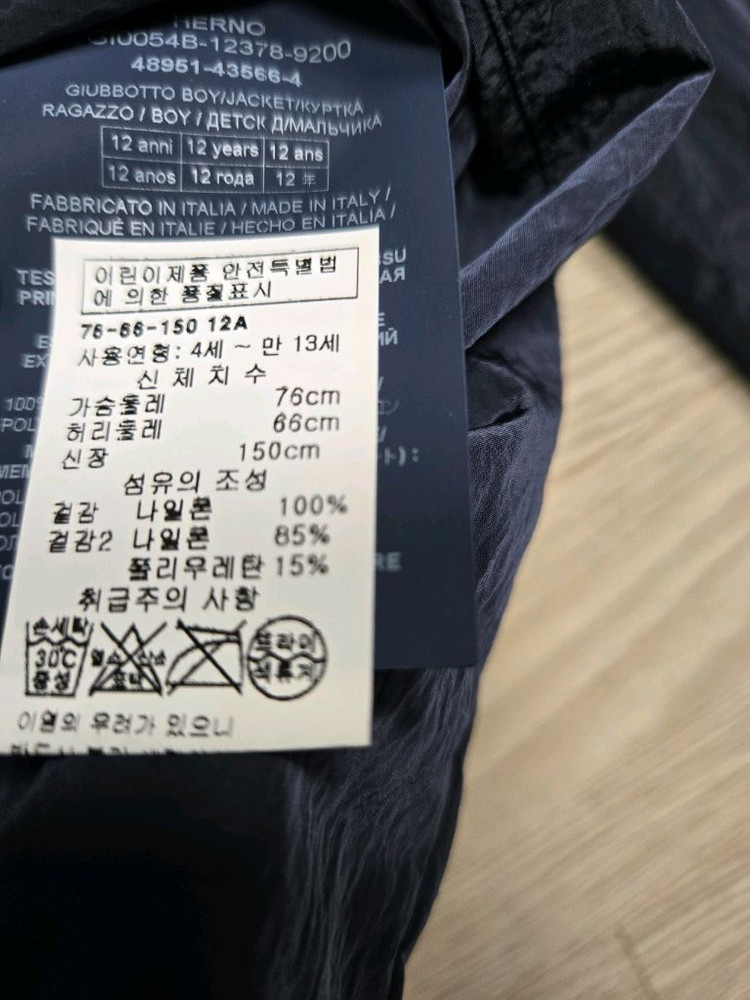 HERNO
GI0054B-12378-9200
48951-43566-4
GIUBBOTTO BOY/JACKET/КУРТКА
RAGAZZO / BOY / ДЕТСК Д/МАЛЬЧИКА
12 anni 12 years 12 ans
12 anos 12 года 12 年
FABBRICATO IN ITALIA / MADE IN ITALY /
FABRIQUÉ EN ITALIE / HECHO EN ITALIA /
어린이제품 안전특별법
에 의한 품질표시
76-66-150 12A
사용연령: 4세 ~ 만 13세
신 체 치 수
가슴둘레 76cm
허리둘레 66cm
신장 150cm
섬유의 조성
겉감 나일론 100%
겉감2 나일론 85%
폴리우레탄 15%
취급주의 사항
손세탁
30℃
중성
염소 산소
표백
드라이
석유계
이염의 우려가 있으니